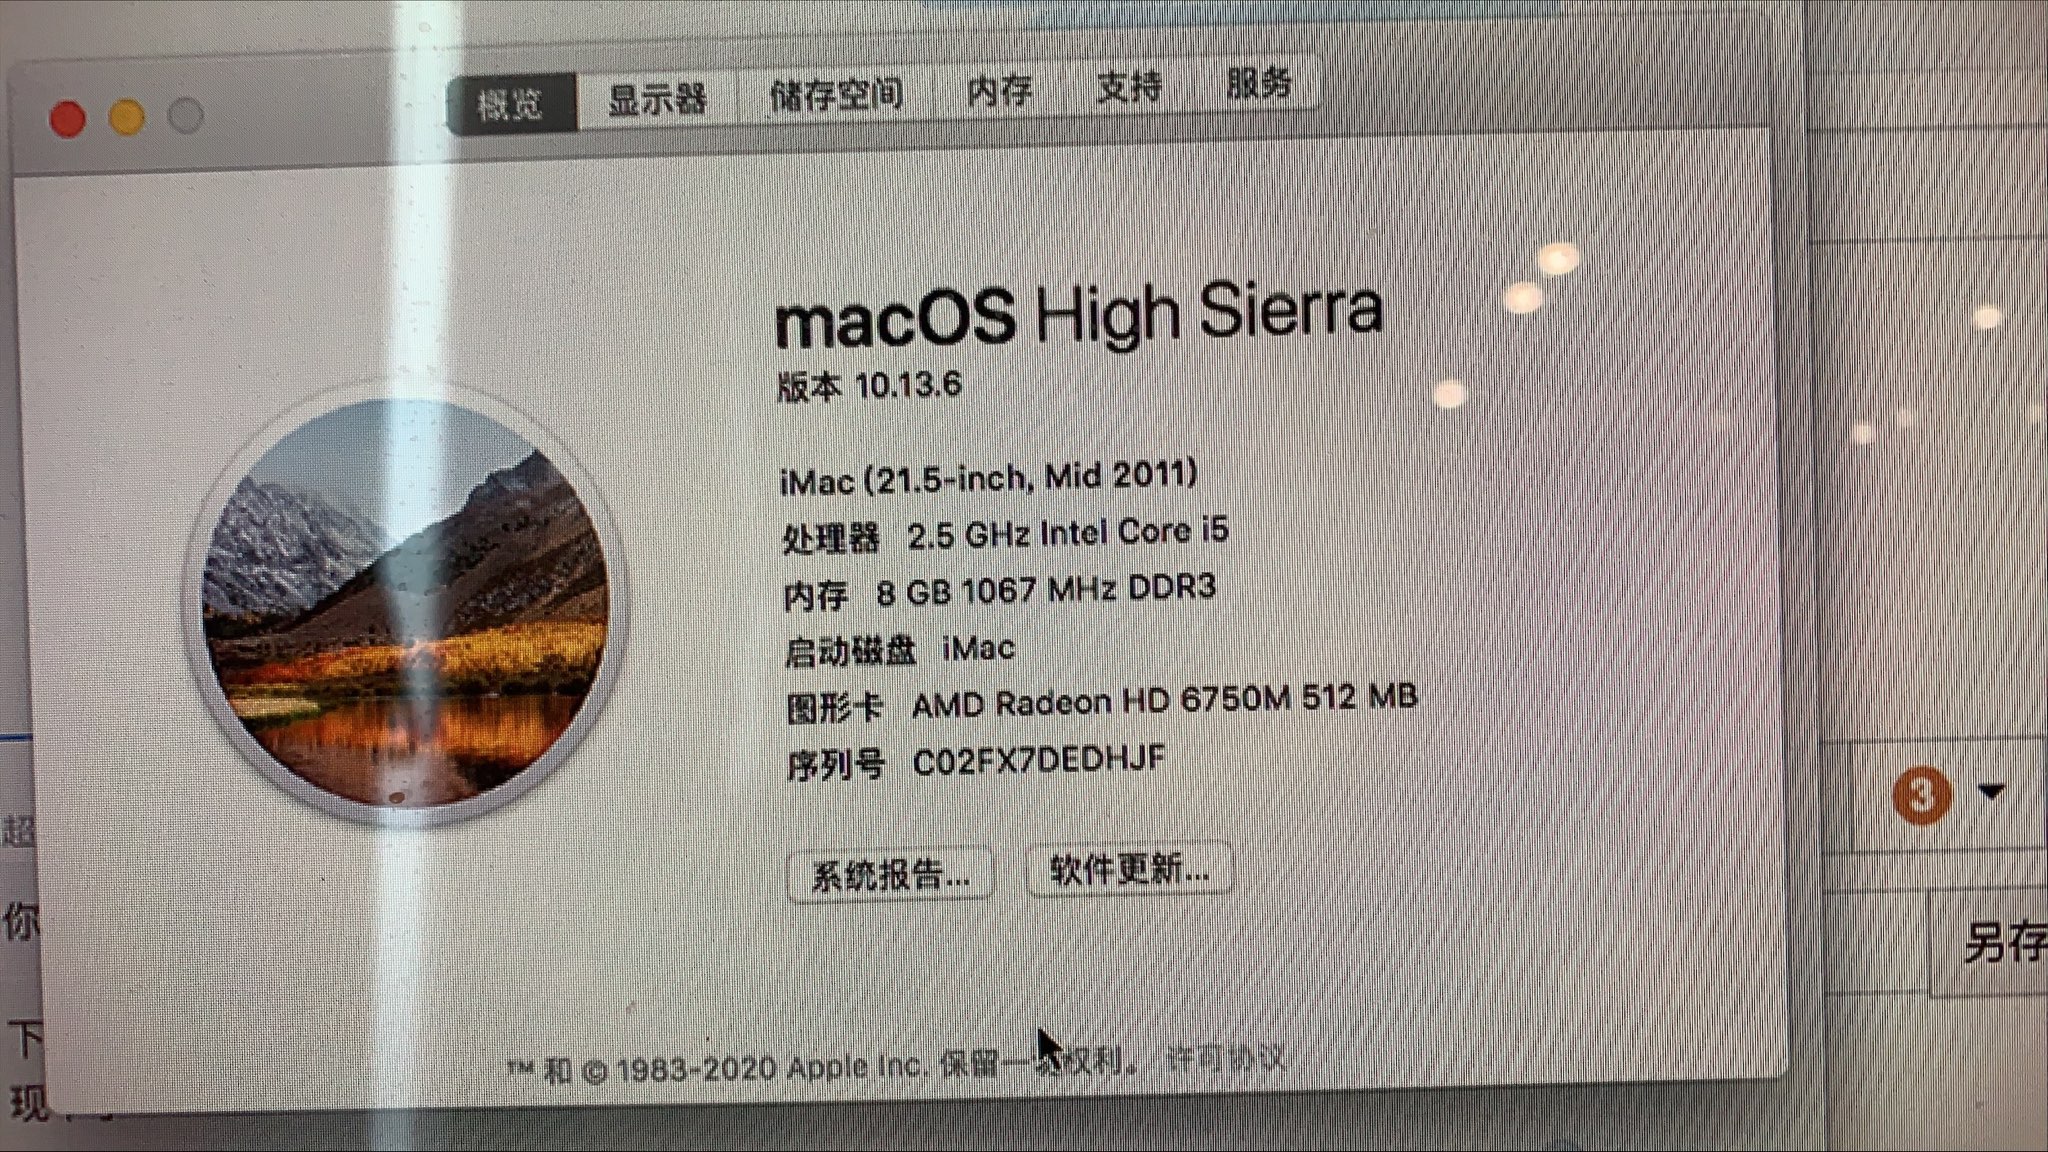 概览 显示器 储存空间 内存 支持 服务
macOS High Sierra
版本 10.13.6
iMac (21.5-inch, Mid 2011)
处理器 2.5 GHz Intel Core i5
内存 8 GB 1067 MHz DDR3
启动磁盘 iMac
图形卡 AMD Radeon HD 6750M 512 MB
序列号 C02FX7DEDHJF
系统报告... 软件更新...
™ 和 © 1983-2020 Apple Inc. 保留一切权利。 许可协议
3
另存
超
你
下
现